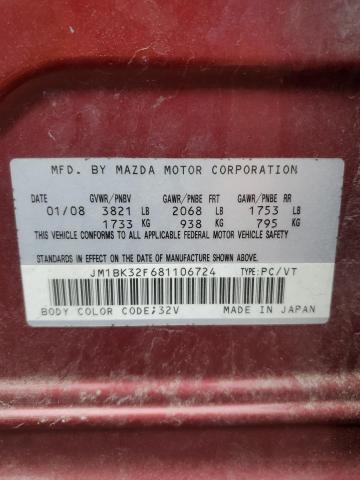 MFD. BY MAZDA MOTOR CORPORATION
DATE GVWR/PNBV GAWR/PNBE FRT GAWR/PNBE RR
01/08 3821 LB 2068 LB 1753 LB
1733 KG 938 KG 795 KG
THIS VEHICLE CONFORMS TO ALL APPLICABLE FEDERAL MOTOR VEHICLE SAFETY
STANDARDS IN EFFECT ON THE DATE OF MANUFACTURE SHOWN ABOVE.
JM1BK32F681106724 TYPE:PC/VT
BODY COLOR CODE;32V MADE IN JAPAN